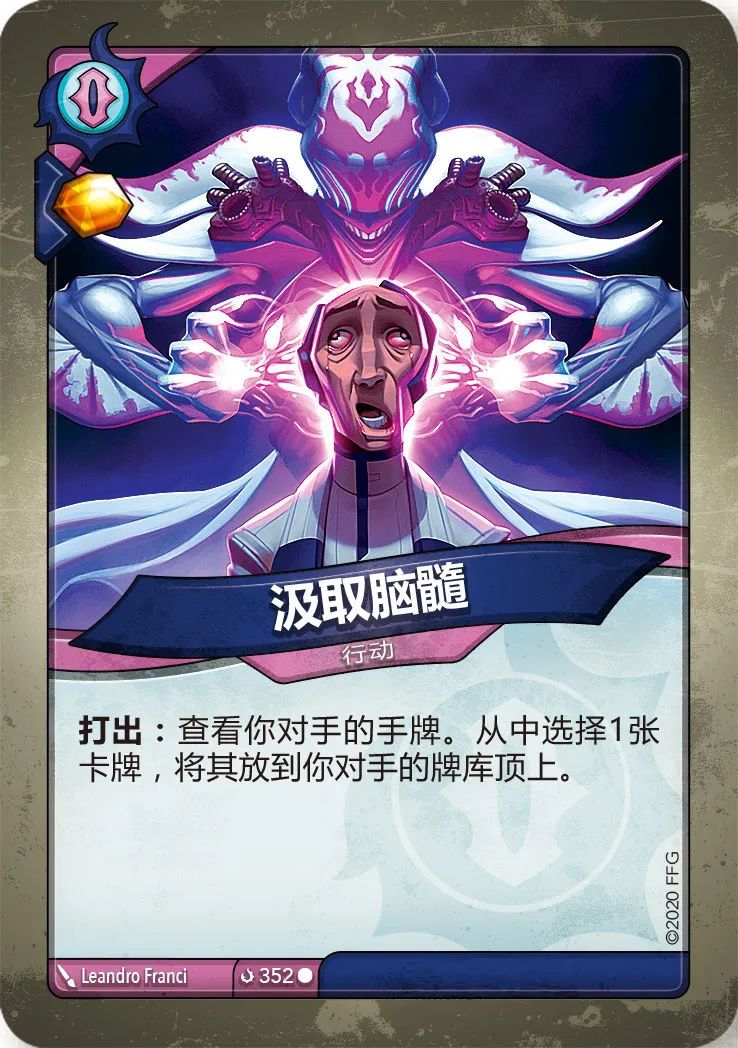 汲取脑髓
行动
打出：查看你对手的手牌。从中选择1张
卡牌，将其放到你对手的牌库顶上。
©2020 FFG
Leandro Franci
352